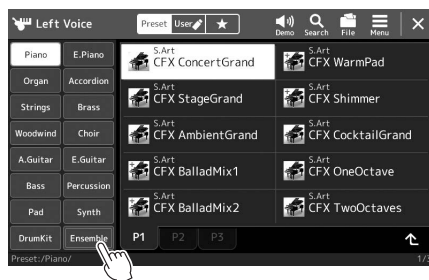 Left Voice
Preset User ★
Demo Search File Menu ×
Piano E.Piano
Organ Accordion
Strings Brass
Woodwind Choir
A.Guitar E.Guitar
Bass Percussion
Pad Synth
DrumKit Ensemble
S.Art
CFX ConcertGrand
S.Art
CFX WarmPad
S.Art
CFX StageGrand
S.Art
CFX Shimmer
S.Art
CFX AmbientGrand
S.Art
CFX CocktailGrand
S.Art
CFX BalladMix1
S.Art
CFX OneOctave
S.Art
CFX BalladMix2
S.Art
CFX TwoOctaves
P1 P2 P3
Preset:/Piano/
1/3